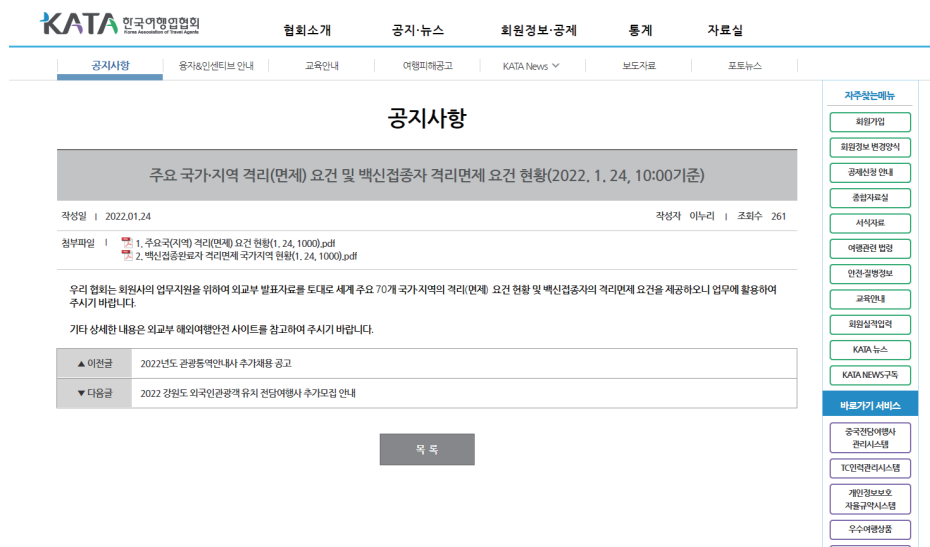 KATA 한국여행업협회
Korea Association of Travel Agents
협회소개 공지·뉴스 회원정보·공제 통계 자료실
공지사항 융자&인센티브 안내 교육안내 여행피해공고 KATA News 보도자료 포토뉴스
공지사항
주요 국가·지역 격리(면제) 요건 및 백신접종자 격리면제 요건 현황(2022. 1. 24, 10:00기준)
작성일 | 2022.01.24 작성자 이누리 | 조회수 261
첨부파일 | 1. 주요국(지역) 격리(면제) 요건 현황(1. 24, 1000).pdf
2. 백신접종완료자 격리면제 국가지역 현황(1. 24, 1000).pdf
우리 협회는 회원사의 업무지원을 위하여 외교부 발표자료를 토대로 세계 주요 70개 국가·지역의 격리(면제) 요건 현황 및 백신접종자의 격리면제 요건을 제공하오니 업무에 활용하여
주시기 바랍니다.
기타 상세한 내용은 외교부 해외여행안전 사이트를 참고하여 주시기 바랍니다.
▲ 이전글 2022년도 관광통역안내사 추가채용 공고
▼ 다음글 2022 강원도 외국인관광객 유치 전담여행사 추가모집 안내
목 록
자주찾는메뉴
회원가입
회원정보 변경양식
공제신청 안내
종합자료실
서식자료
여행관련 법령
안전·질병정보
교육안내
회원실적입력
KATA 뉴스
KATA NEWS구독
바로가기 서비스
중국전담여행사
관리시스템
TC인력관리시스템
개인정보보호
자율규약시스템
우수여행상품